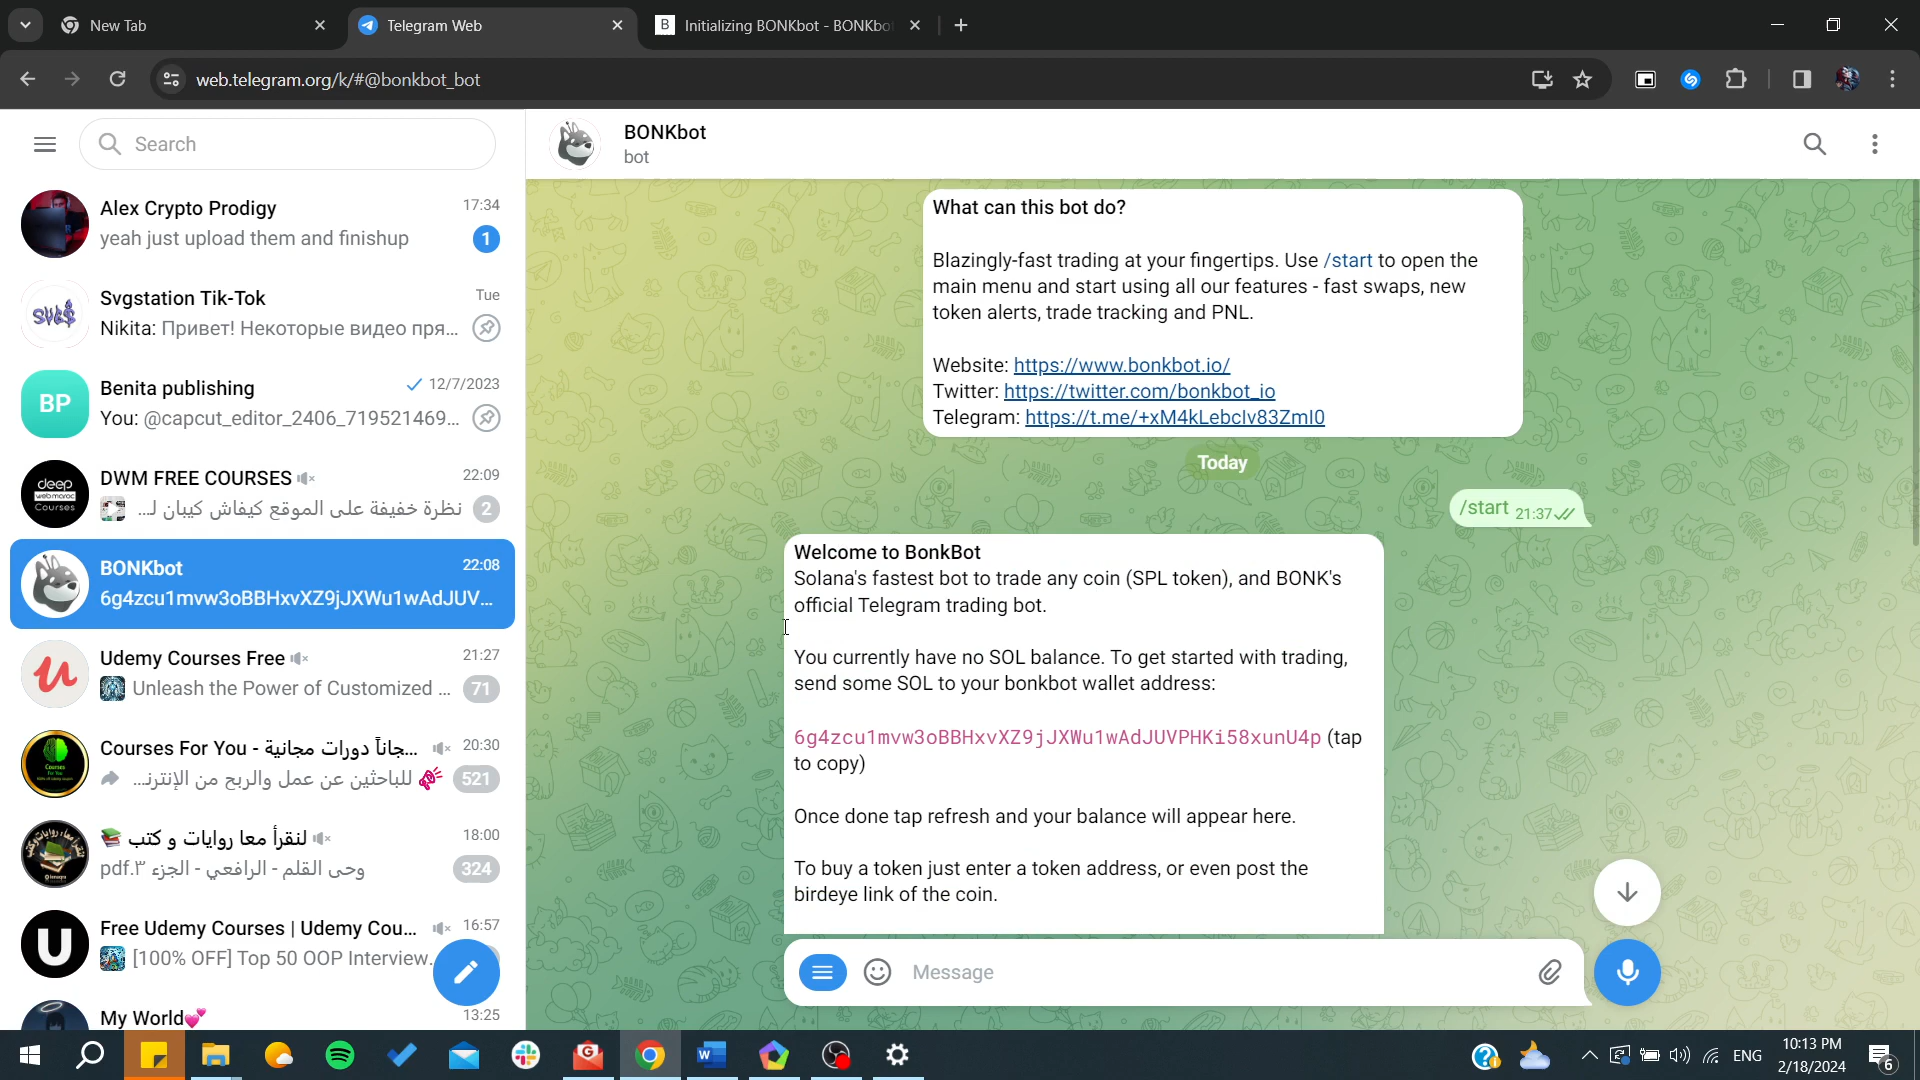 New Tab
Telegram Web
B Initializing BONKbot - BONKbo
web.telegram.org/k/#@bonkbot_bot
Search
Alex Crypto Prodigy 17:34
yeah just upload them and finishup 1
SVGS
Svgstation Tik-Tok Tue
Nikita: Привет! Некоторые видео пря...
BP
Benita publishing 12/7/2023
You: @capcut_editor_2406_719521469...
deep
web maroc
Courses
DWM FREE COURSES 22:09
نظرة خفيفة على الموقع كيفاش كيبان لـ... 2
BONKbot 22:08
6g4zcu1mvw3oBBHxvXZ9jJXWu1wAdJUV...
Udemy Courses Free 21:27
Unleash the Power of Customized ... 71
Courses For You - جاناً دورات مجانية... 20:30
للباحثين عن عمل والربح من الإنترنـ... 521
لنقرأ معا روايات و كتب 18:00
وحى القلم - الرافعي - الجزء ٣.pdf 324
Free Udemy Courses | Udemy Cou... 16:57
[100% OFF] Top 50 OOP Interview.
My World 13:25
BONKbot
bot
What can this bot do?
Blazingly-fast trading at your fingertips. Use /start to open the
main menu and start using all our features - fast swaps, new
token alerts, trade tracking and PNL.
Website: https://www.bonkbot.io/
Twitter: https://twitter.com/bonkbot_io
Telegram: https://t.me/+xM4kLebclv83ZmI0
Today
/start 21:37
Welcome to BonkBot
Solana's fastest bot to trade any coin (SPL token), and BONK's
official Telegram trading bot.
You currently have no SOL balance. To get started with trading,
send some SOL to your bonkbot wallet address:
6g4zcu1mvw3oBBHxvXZ9jJXWu1wAdJUVPHKi58xunU4p (tap
to copy)
Once done tap refresh and your balance will appear here.
To buy a token just enter a token address, or even post the
birdeye link of the coin.
Message
ENG
10:13 PM
2/18/2024
6